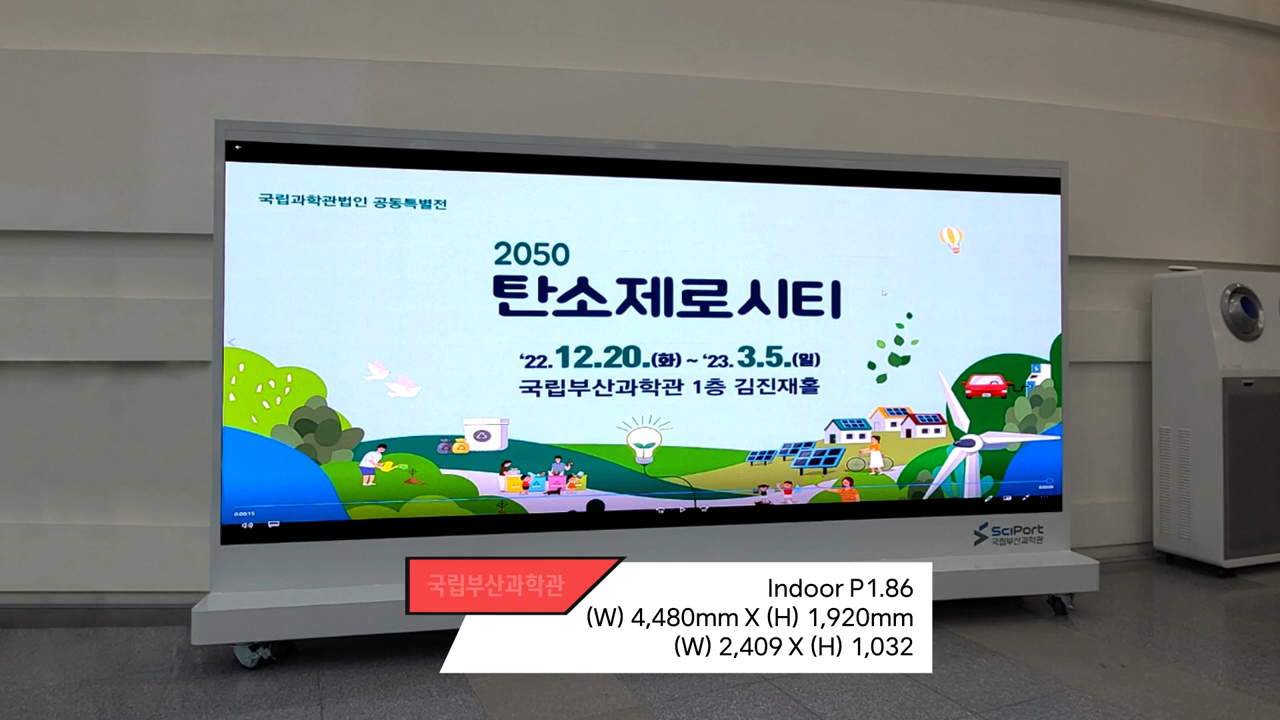 국립과학관법인 공동특별전
2050
탄소제로시티
‘22. 12.20.(화) ~ ‘23. 3.5.(일)
국립부산과학관 1층 김진재홀
0:00:15
SciPort
국립부산과학관
국립부산과학관
Indoor P1.86
(W) 4,480mm X (H) 1,920mm
(W) 2,409 X (H) 1,032